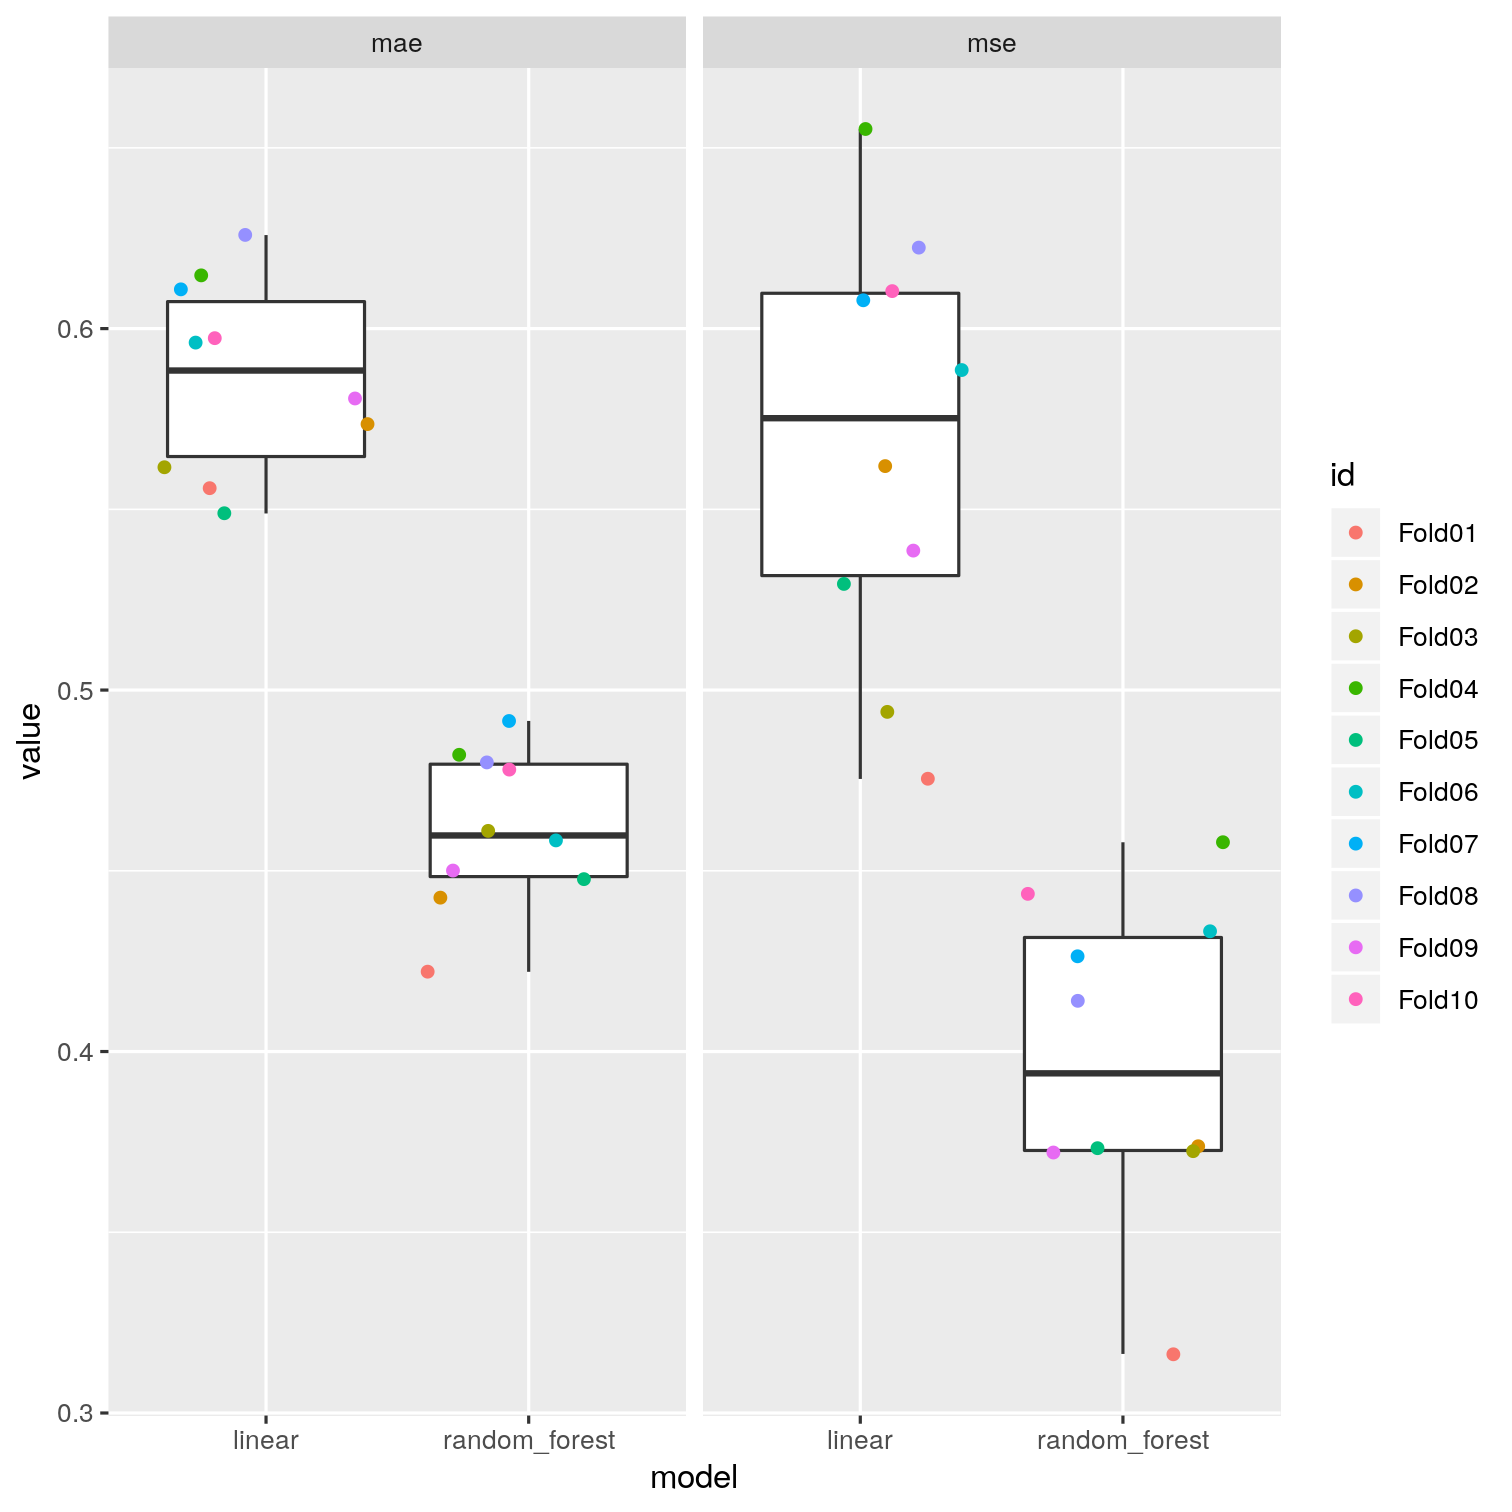 mae
mse
value
0.6
0.5
0.4
0.3
linear
random_forest
linear
random_forest
model
id
Fold01
Fold02
Fold03
Fold04
Fold05
Fold06
Fold07
Fold08
Fold09
Fold10